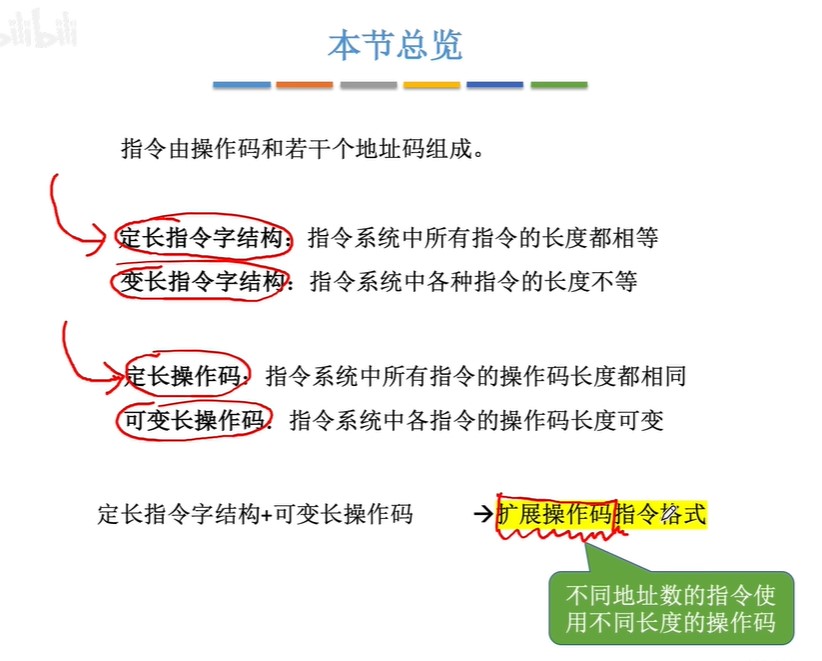 bilibili
本节总览
指令由操作码和若干个地址码组成。
定长指令字结构：指令系统中所有指令的长度都相等
变长指令字结构：指令系统中各种指令的长度不等
定长操作码：指令系统中所有指令的操作码长度都相同
可变长操作码：指令系统中各指令的操作码长度可变
定长指令字结构+可变长操作码 →扩展操作码指令格式
不同地址数的指令使
用不同长度的操作码